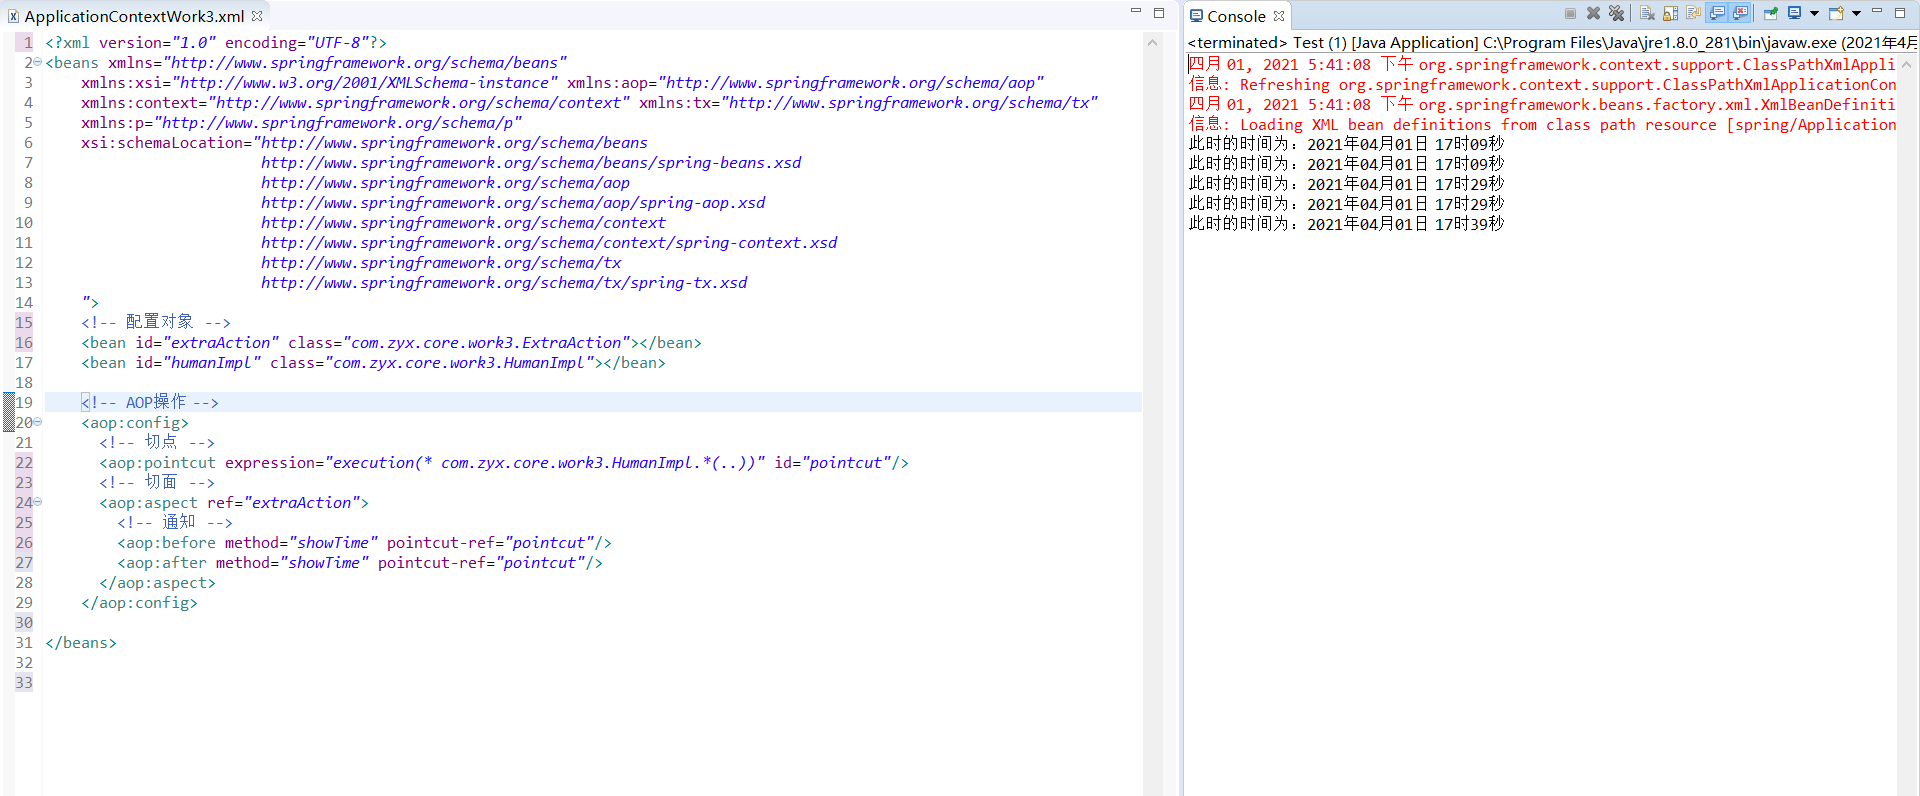 ApplicationContextWork3.xml
1 <?xml version="1.0" encoding="UTF-8"?>
2 <beans xmlns="http://www.springframework.org/schema/beans"
3 xmlns:xsi="http://www.w3.org/2001/XMLSchema-instance" xmlns:aop="http://www.springframework.org/schema/aop"
4 xmlns:context="http://www.springframework.org/schema/context" xmlns:tx="http://www.springframework.org/schema/tx"
5 xmlns:p="http://www.springframework.org/schema/p"
6 xsi:schemaLocation="http://www.springframework.org/schema/beans
7 http://www.springframework.org/schema/beans/spring-beans.xsd
8 http://www.springframework.org/schema/aop
9 http://www.springframework.org/schema/aop/spring-aop.xsd
10 http://www.springframework.org/schema/context
11 http://www.springframework.org/schema/context/spring-context.xsd
12 http://www.springframework.org/schema/tx
13 http://www.springframework.org/schema/tx/spring-tx.xsd
14 ">
15 <!-- 配置对象 -->
16 <bean id="extraAction" class="com.zyx.core.work3.ExtraAction"></bean>
17 <bean id="humanImpl" class="com.zyx.core.work3.HumanImpl"></bean>
18
19 <!-- AOP操作 -->
20 <aop:config>
21 <!-- 切点 -->
22 <aop:pointcut expression="execution(* com.zyx.core.work3.HumanImpl.*(..))" id="pointcut"/>
23 <!-- 切面 -->
24 <aop:aspect ref="extraAction">
25 <!-- 通知 -->
26 <aop:before method="showTime" pointcut-ref="pointcut"/>
27 <aop:after method="showTime" pointcut-ref="pointcut"/>
28 </aop:aspect>
29 </aop:config>
30
31 </beans>
32
33
Console
<terminated> Test (1) [Java Application] C:\Program Files\Java\jre1.8.0_281\bin\javaw.exe (2021年4月
四月 01, 2021 5:41:08 下午 org.springframework.context.support.ClassPathXmlAppli
信息: Refreshing org.springframework.context.support.ClassPathXmlApplicationCon
四月 01, 2021 5:41:08 下午 org.springframework.beans.factory.xml.XmlBeanDefiniti
信息: Loading XML bean definitions from class path resource [spring/Application
此时的时间为：2021年04月01日 17时09秒
此时的时间为：2021年04月01日 17时09秒
此时的时间为：2021年04月01日 17时29秒
此时的时间为：2021年04月01日 17时29秒
此时的时间为：2021年04月01日 17时39秒